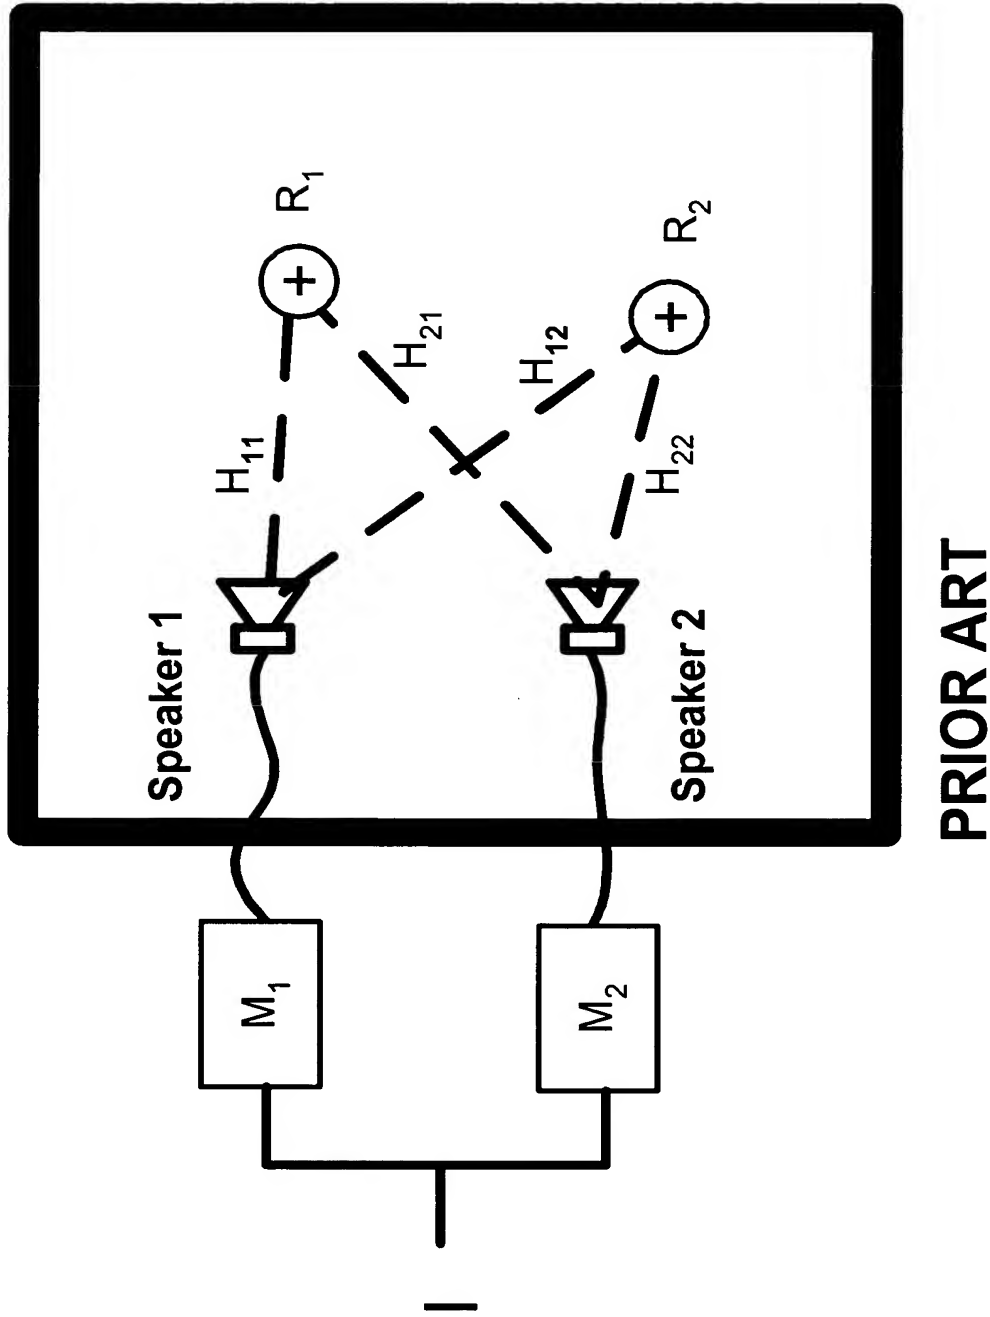 I
M1
M2
Speaker 1
Speaker 2
H11
H21
H12
H22
R1
R2
PRIOR ART